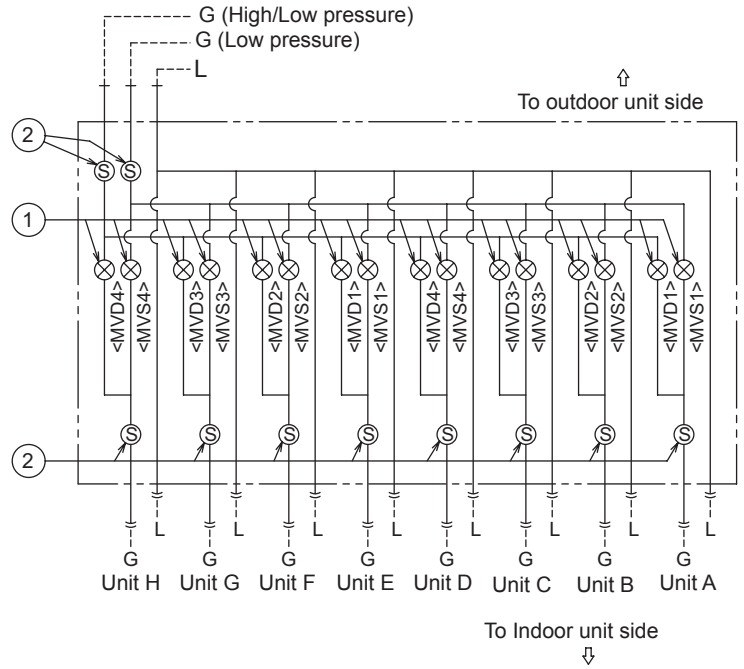 G (High/Low pressure)
G (Low pressure)
L
To outdoor unit side
2
S S
1
<MVD4> <MVS4> <MVD3> <MVS3> <MVD2> <MVS2> <MVD1> <MVS1> <MVD4> <MVS4> <MVD3> <MVS3> <MVD2> <MVS2> <MVD1> <MVS1>
S S S S S S S S
2
L L L L L L L L
G G G G G G G G
Unit H Unit G Unit F Unit E Unit D Unit C Unit B Unit A
To Indoor unit side